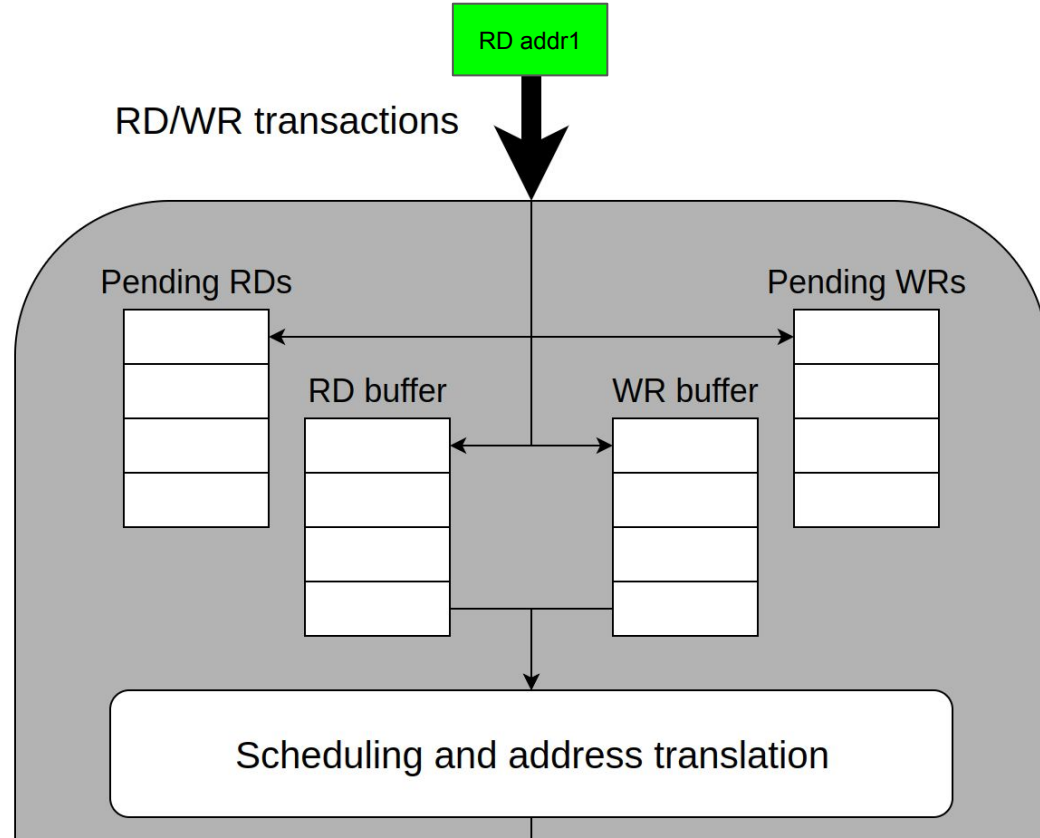 RD addr1
RD/WR transactions
Pending RDs
Pending WRs
RD buffer
WR buffer
Scheduling and address translation